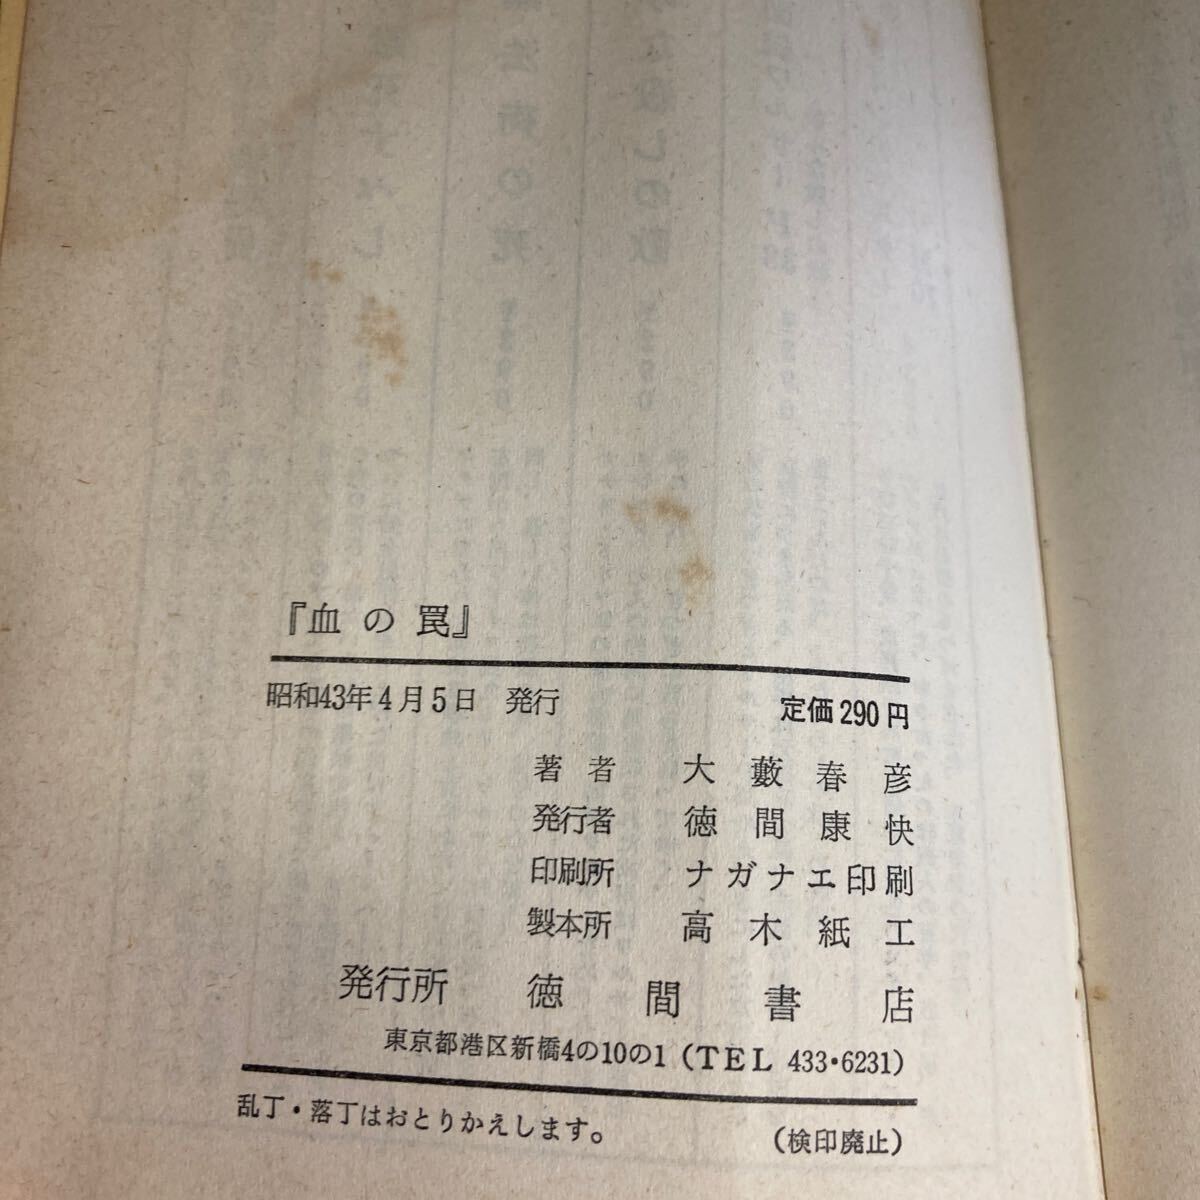 『血の罠』
昭和43年4月5日 発行 定価290円
著者 大藪春彦
発行者 徳間康快
印刷所 ナガナエ印刷
製本所 高木紙工
発行所 徳間書店
東京都港区新橋4の10の1 (TEL 433・6231)
乱丁・落丁はおとりかえします。 (検印廃止)